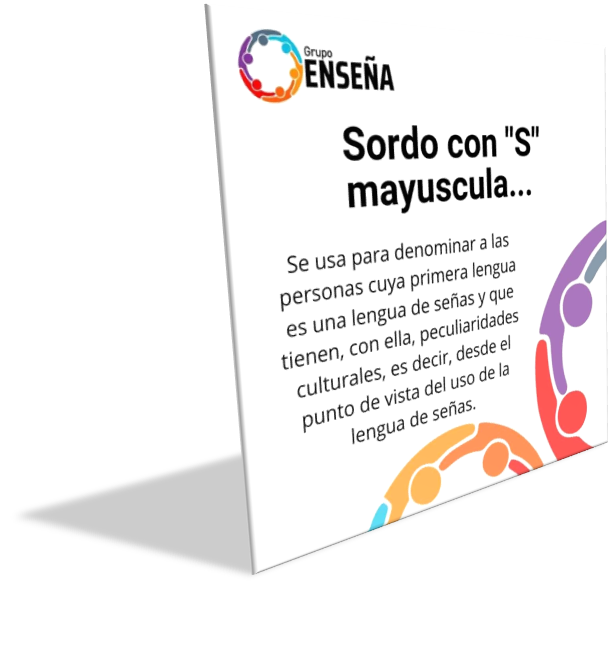 Grupo
ENSEÑA
Sordo con "S"
mayuscula...
Se usa para denominar a las
personas cuya primera lengua
es una lengua de señas y que
tienen, con ella, peculiaridades
culturales, es decir, desde el
punto de vista del uso de la
lengua de señas.